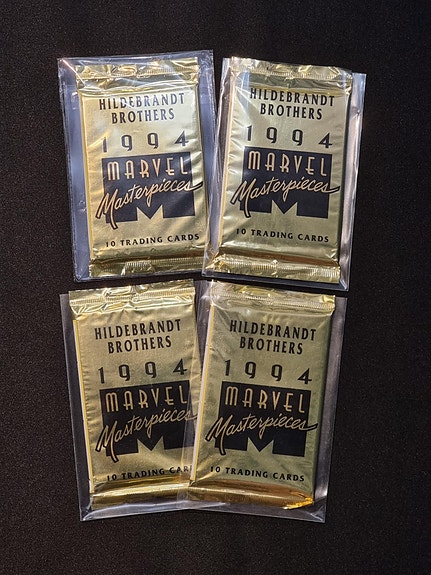 HILDEBRANDT
BROTHERS
1994
MARVEL
Masterpieces
M
10 TRADING CARDS
HILDEBRANDT
BROTHERS
1994
MARVEL
Masterpieces
M
10 TRADING CARDS
HILDEBRANDT
BROTHERS
1994
MARVEL
Masterpieces
M
10 TRADING CAR
HILDEBRANDT
BROTHERS
1994
MARVEL
Masterpieces
M
10 TRADING CARDS